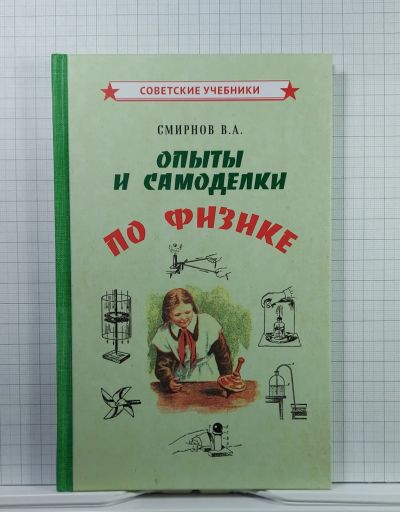 СОВЕТСКИЕ УЧЕБНИКИ
СМИРНОВ В.А.
ОПЫТЫ
И САМОДЕЛКИ
ПО ФИЗИКЕ